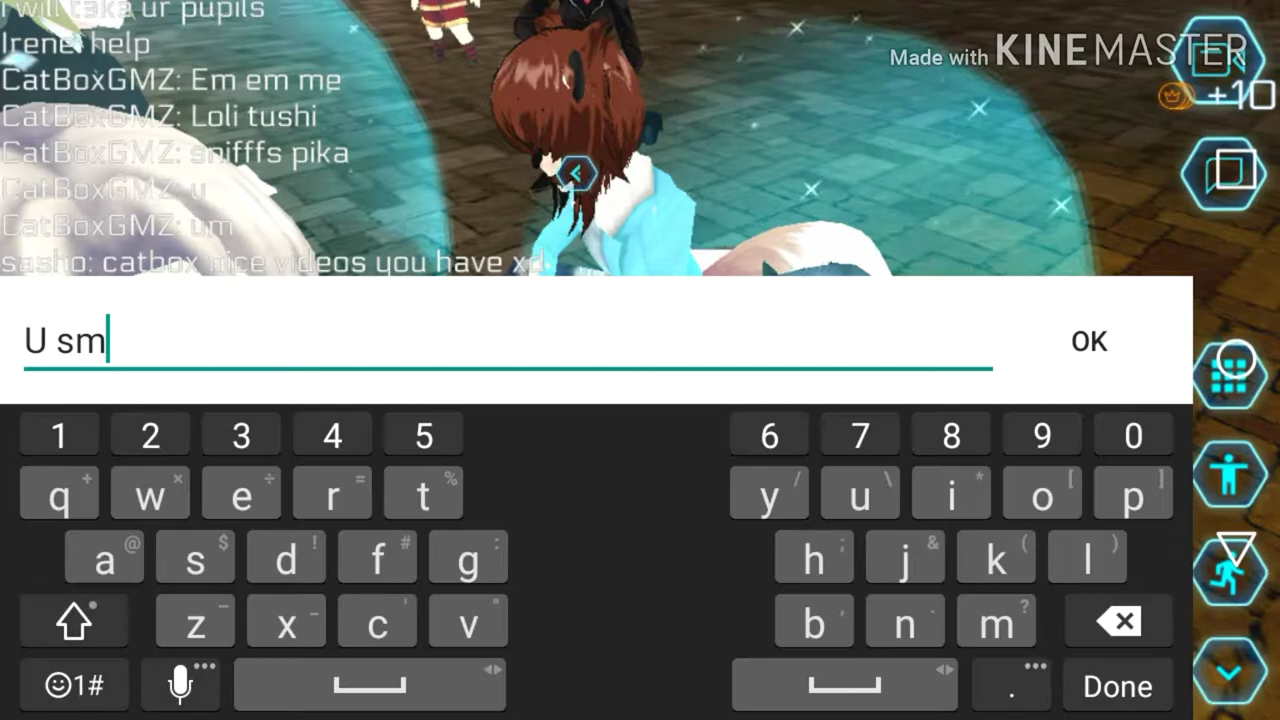 I will take ur pupils
Irene: help
CatBoxGMZ: Em em me
CatBoxGMZ: Loli tushi
CatBoxGMZ: snifffs pika
CatBoxGMZ: u
CatBoxGMZ: um
sasho: catbox nice videos you have xd
Made with KINEMASTER
+10
U sm
OK
1 2 3 4 5 6 7 8 9 0
q + w × e ÷ r = t % y / u \ i * o [ p ]
a @ s $ d ! f # g : h ; j & k ( l )
z - x _ c ' v " b , n . m ?
1# ... . ... Done